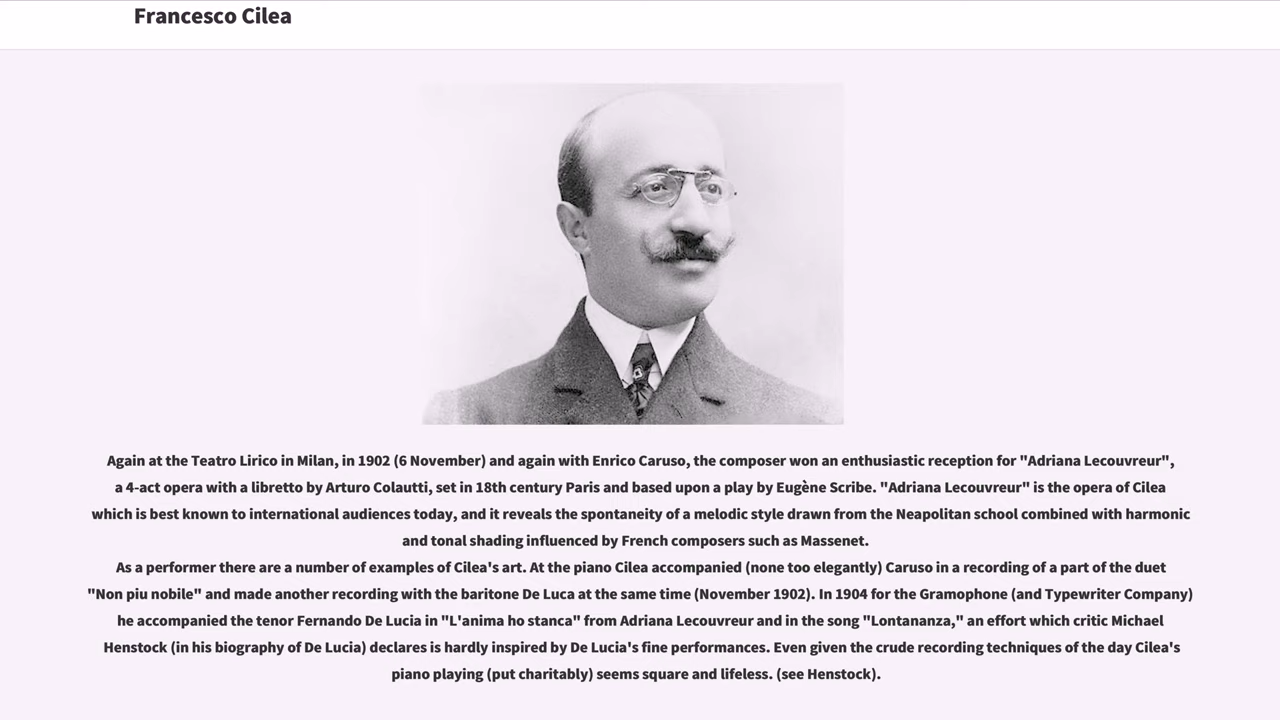 Francesco Cilea
Again at the Teatro Lirico in Milan, in 1902 (6 November) and again with Enrico Caruso, the composer won an enthusiastic reception for "Adriana Lecouvreur",
a 4-act opera with a libretto by Arturo Colautti, set in 18th century Paris and based upon a play by Eugène Scribe. "Adriana Lecouvreur" is the opera of Cilea
which is best known to international audiences today, and it reveals the spontaneity of a melodic style drawn from the Neapolitan school combined with harmonic
and tonal shading influenced by French composers such as Massenet.
As a performer there are a number of examples of Cilea's art. At the piano Cilea accompanied (none too elegantly) Caruso in a recording of a part of the duet
"Non piu nobile" and made another recording with the baritone De Luca at the same time (November 1902). In 1904 for the Gramophone (and Typewriter Company)
he accompanied the tenor Fernando De Lucia in "L'anima ho stanca" from Adriana Lecouvreur and in the song "Lontananza," an effort which critic Michael
Henstock (in his biography of De Lucia) declares is hardly inspired by De Lucia's fine performances. Even given the crude recording techniques of the day Cilea's
piano playing (put charitably) seems square and lifeless. (see Henstock).